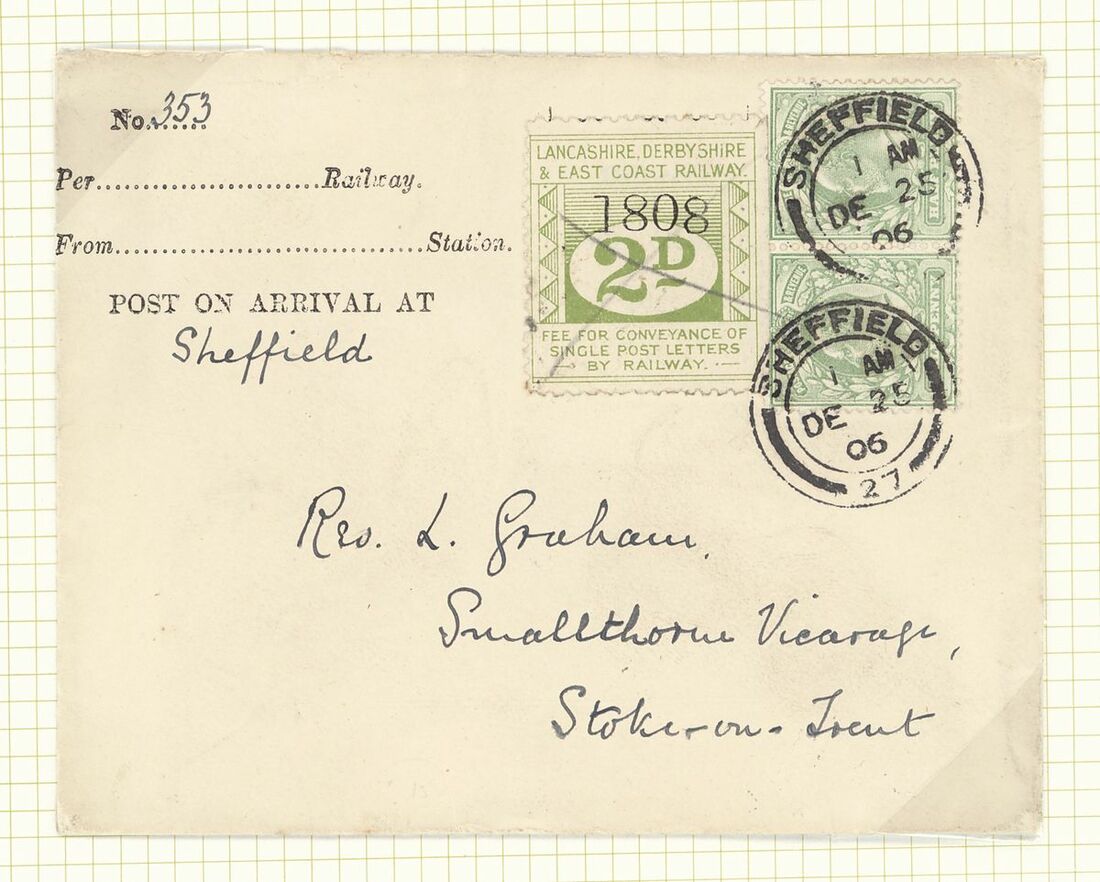 No. 353
Per........................Railway.
From.................................Station.
POST ON ARRIVAL AT
Sheffield
LANCASHIRE, DERBYSHIRE
& EAST COAST RAILWAY.
1808
2D
FEE FOR CONVEYANCE OF
SINGLE POST LETTERS
BY RAILWAY.
SHEFFIELD
1 AM
DE 25
06
SHEFFIELD
1 AM
DE 25
06
27
Rev. L. Graham.
Smallthorne Vicarage,
Stoke-on-Trent